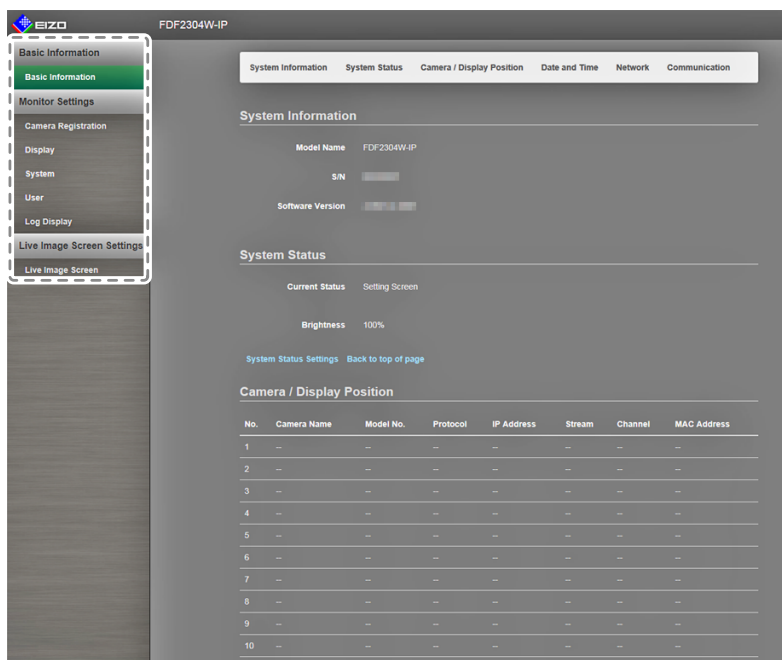 EIZO FDF2304W-IP
Basic Information
Basic Information
Monitor Settings
Camera Registration
Display
System
User
Log Display
Live Image Screen Settings
Live Image Screen
System Information System Status Camera / Display Position Date and Time Network Communication
System Information
Model Name FDF2304W-IP
S/N
Software Version
System Status
Current Status Setting Screen
Brightness 100%
System Status Settings Back to top of page
Camera / Display Position
No. Camera Name Model No. Protocol IP Address Stream Channel MAC Address
1 -- -- -- -- -- -- --
2 -- -- -- -- -- -- --
3 -- -- -- -- -- -- --
4 -- -- -- -- -- -- --
5 -- -- -- -- -- -- --
6 -- -- -- -- -- -- --
7 -- -- -- -- -- -- --
8 -- -- -- -- -- -- --
9 -- -- -- -- -- -- --
10 -- -- -- -- -- -- --